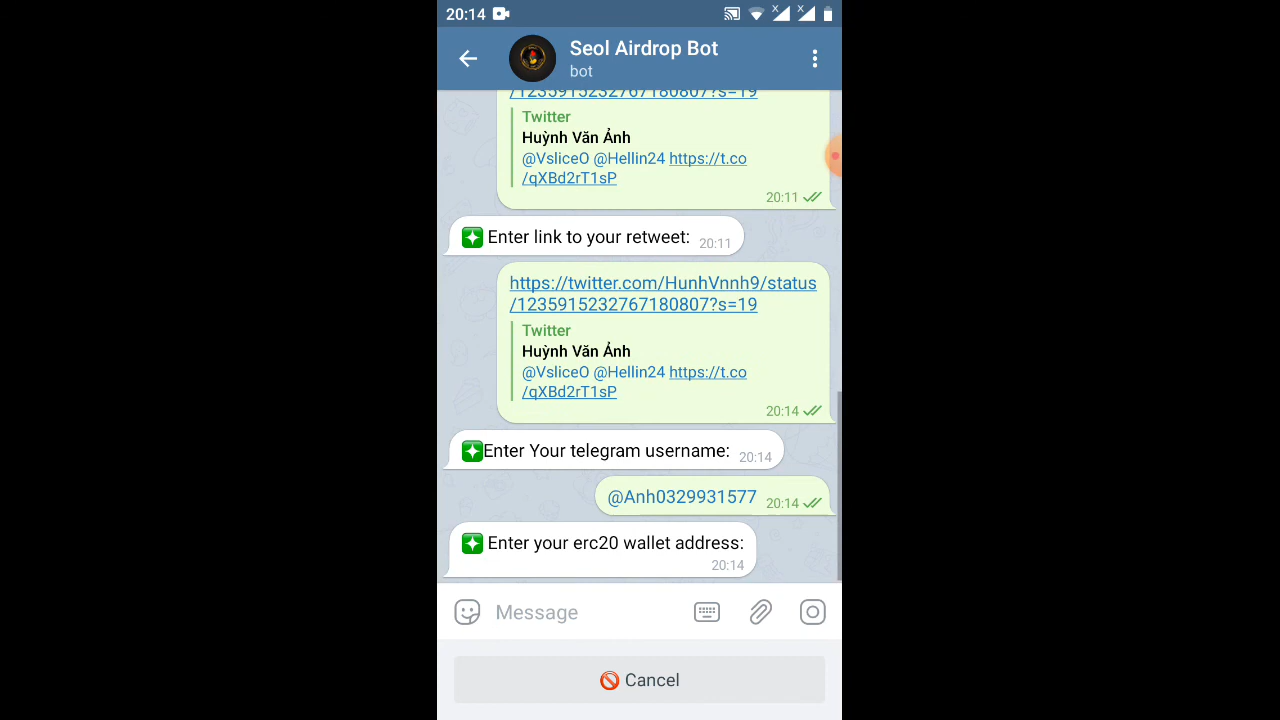 20:14
Seol Airdrop Bot
bot
/1235915232767180807?s=19
Twitter
Huỳnh Văn Ảnh
@VsliceO @Hellin24 https://t.co
/qXBd2rT1sP
20:11
Enter link to your retweet: 20:11
https://twitter.com/HunhVnnh9/status
/1235915232767180807?s=19
Twitter
Huỳnh Văn Ảnh
@VsliceO @Hellin24 https://t.co
/qXBd2rT1sP
20:14
Enter Your telegram username: 20:14
@Anh0329931577 20:14
Enter your erc20 wallet address:
20:14
Message
Cancel